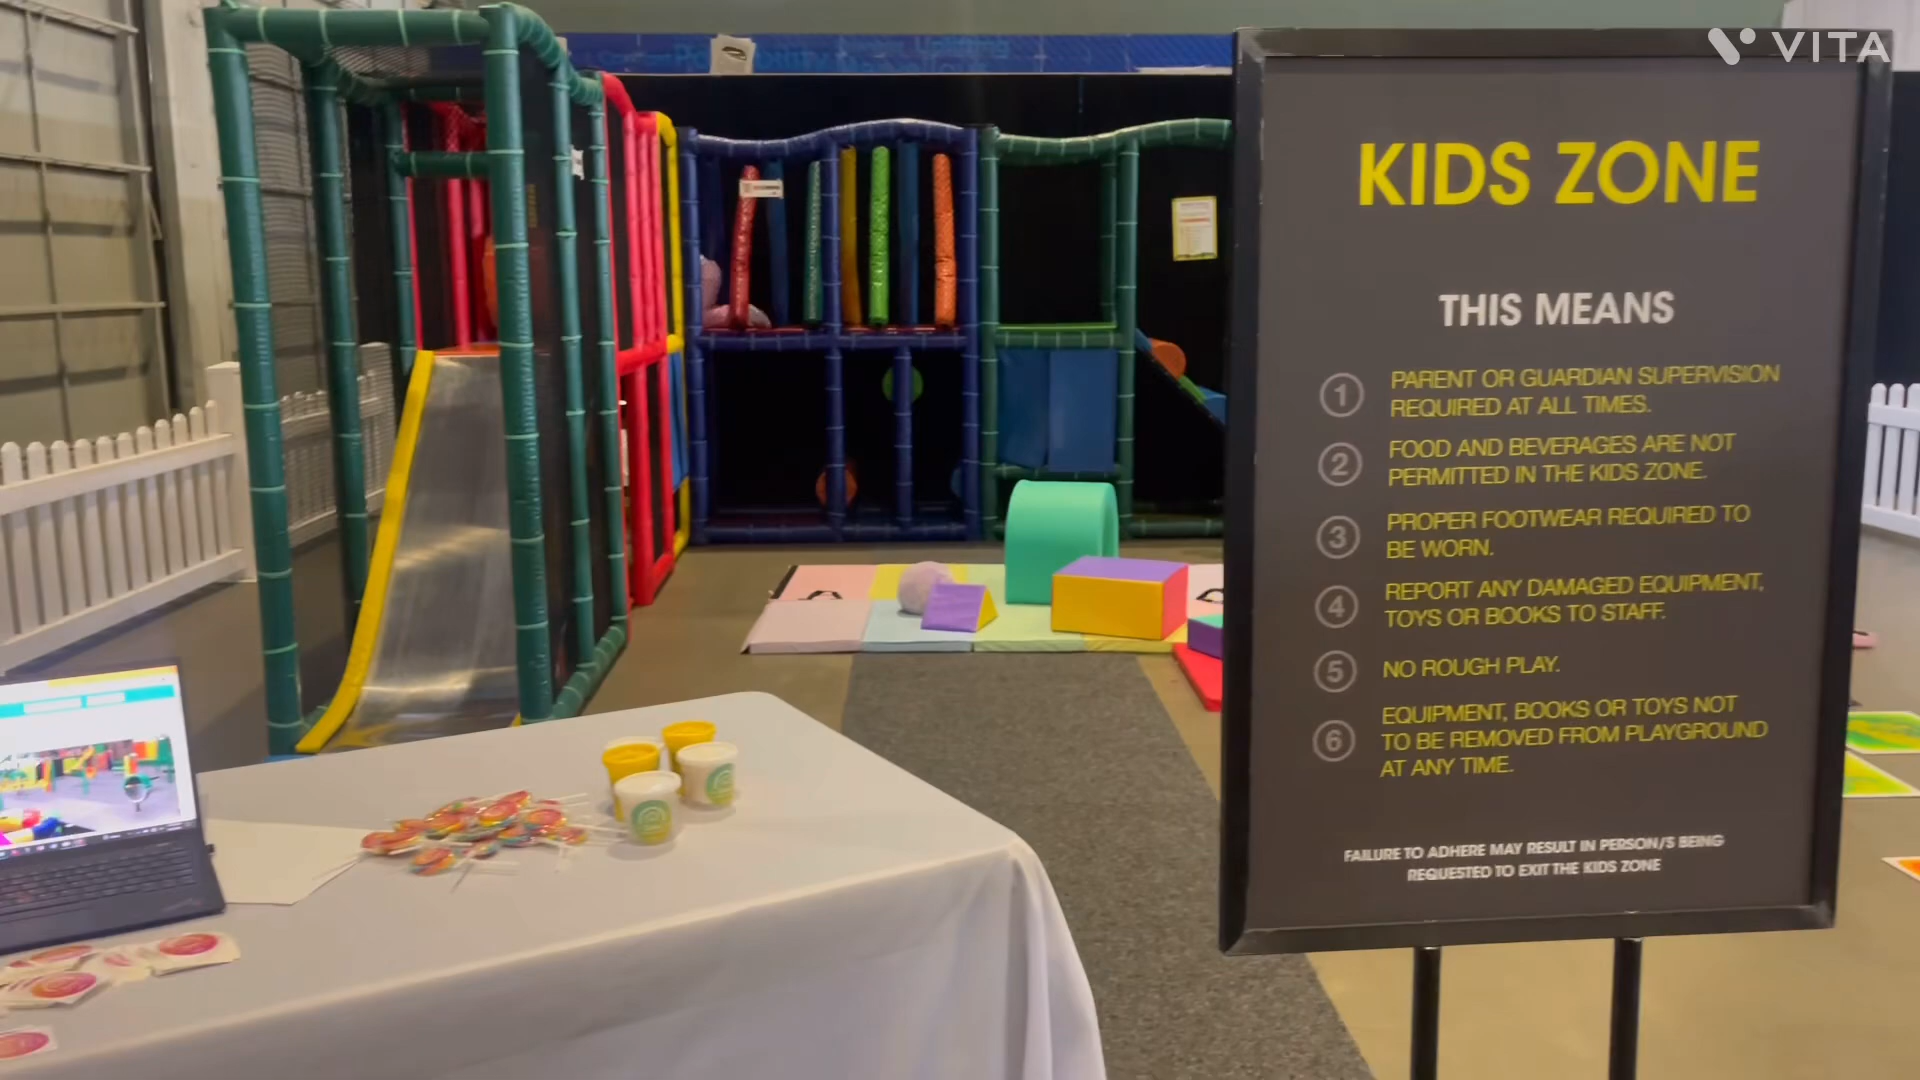 VITA
KIDS ZONE
THIS MEANS
1 PARENT OR GUARDIAN SUPERVISION
REQUIRED AT ALL TIMES.
2 FOOD AND BEVERAGES ARE NOT
PERMITTED IN THE KIDS ZONE.
3 PROPER FOOTWEAR REQUIRED TO
BE WORN.
4 REPORT ANY DAMAGED EQUIPMENT,
TOYS OR BOOKS TO STAFF.
5 NO ROUGH PLAY.
6 EQUIPMENT, BOOKS OR TOYS NOT
TO BE REMOVED FROM PLAYGROUND
AT ANY TIME.
FAILURE TO ADHERE MAY RESULT IN PERSON/S BEING
REQUESTED TO EXIT THE KIDS ZONE